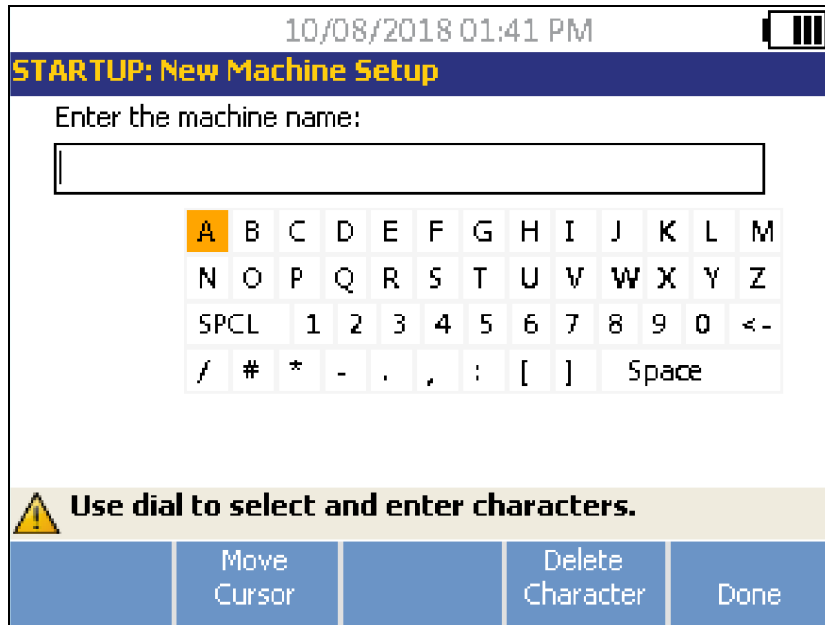 10/08/2018 01:41 PM
STARTUP: New Machine Setup
Enter the machine name:
A B C D E F G H I J K L M
N O P Q R S T U V W X Y Z
SPCL 1 2 3 4 5 6 7 8 9 0 <-
/ # * - . , : [ ] Space
Use dial to select and enter characters.
Move Cursor
Delete Character
Done